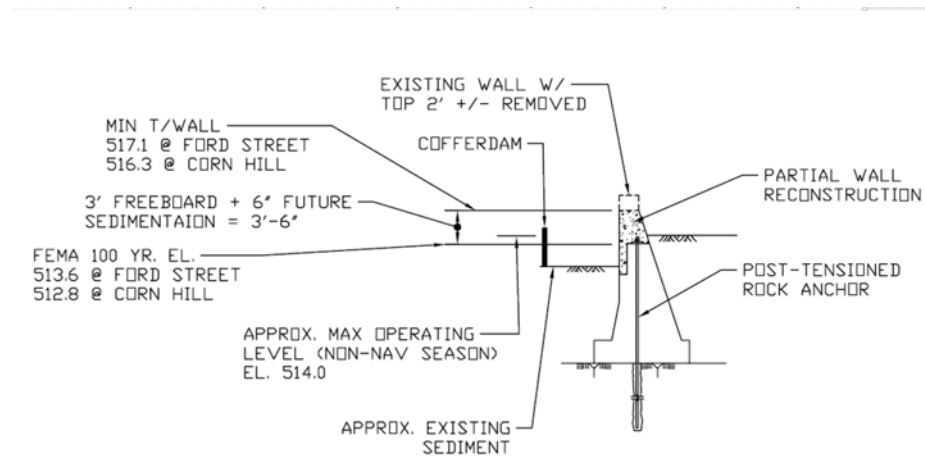 EXISTING WALL W/
TOP 2' +/- REMOVED
MIN T/WALL
517.1 @ FORD STREET
516.3 @ CORN HILL
COFFERDAM
PARTIAL WALL
RECONSTRUCTION
3' FREEBOARD + 6" FUTURE
SEDIMENTAION = 3'-6"
FEMA 100 YR. EL.
513.6 @ FORD STREET
512.8 @ CORN HILL
POST-TENSIONED
ROCK ANCHOR
APPROX. MAX OPERATING
LEVEL (NON-NAV SEASON)
EL. 514.0
APPROX. EXISTING
SEDIMENT